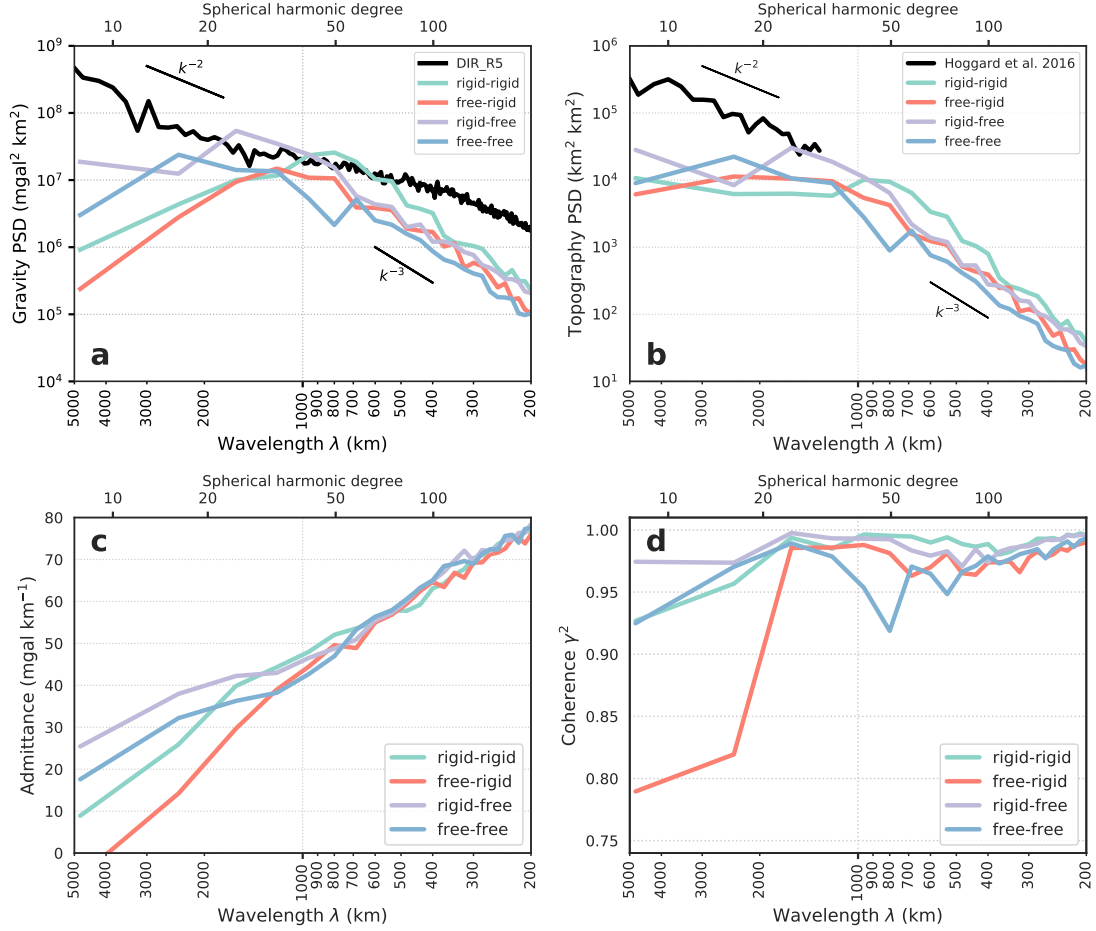 Spherical harmonic degree
10 20 50 100
10⁹
10⁸
10⁷
10⁶
10⁵
10⁴
Gravity PSD (mgal² km²)
k⁻²
k⁻³
DIR_R5
rigid-rigid
free-rigid
rigid-free
free-free
a
5000 3000 2000 1000 900 800 700 600 500 400 300 200
Wavelength λ (km)
Spherical harmonic degree
10 20 50 100
10⁶
10⁵
10⁴
10³
10²
10¹
Topography PSD (km² km²)
k⁻²
k⁻³
Hoggard et al. 2016
rigid-rigid
free-rigid
rigid-free
free-free
b
5000 3000 2000 1000 900 800 700 600 500 400 300 200
Wavelength λ (km)
Spherical harmonic degree
10 20 50 100
80
70
60
50
40
30
20
10
0
Admittance (mgal km⁻¹)
c
rigid-rigid
free-rigid
rigid-free
free-free
5000 3000 2000 1000 900 800 700 600 500 400 300 200
Wavelength λ (km)
Spherical harmonic degree
10 20 50 100
1.00
0.95
0.90
0.85
0.80
0.75
Coherence γ²
d
rigid-rigid
free-rigid
rigid-free
free-free
5000 3000 2000 1000 900 800 700 600 500 400 300 200
Wavelength λ (km)